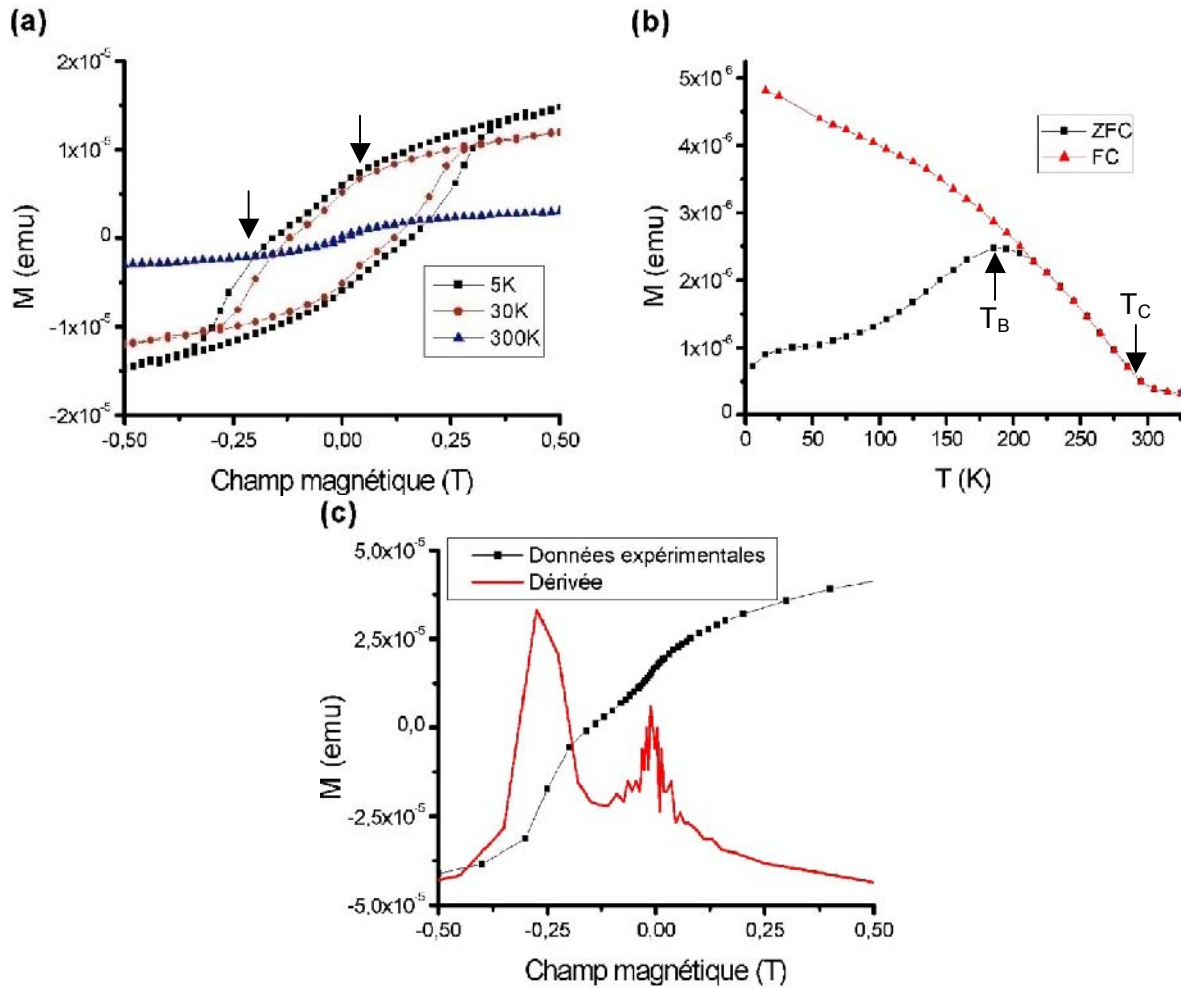 (a)
2x10⁻⁵
1x10⁻⁵
0
-1x10⁻⁵
-2x10⁻⁵
M (emu)
5K
30K
300K
-0,50 -0,25 0,00 0,25 0,50
Champ magnétique (T)
(b)
5x10⁻⁶
4x10⁻⁶
3x10⁻⁶
2x10⁻⁶
1x10⁻⁶
0
M (emu)
ZFC
FC
T_B
T_C
0 50 100 150 200 250 300
T (K)
(c)
5,0x10⁻⁵
2,5x10⁻⁵
0,0
-2,5x10⁻⁵
-5,0x10⁻⁵
M (emu)
Données expérimentales
Dérivée
-0,50 -0,25 0,00 0,25 0,50
Champ magnétique (T)